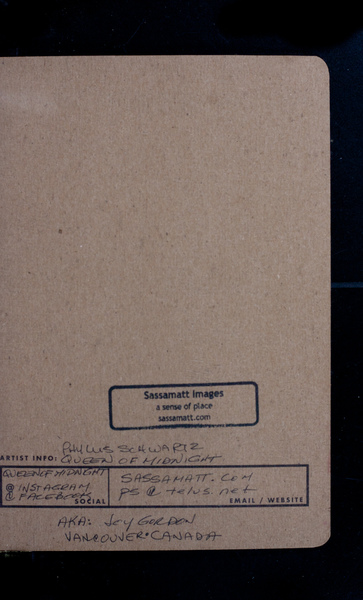 Sassamatt Images
a sense of place
sassamatt.com
PHYLLIS SCHWARTZ
ARTIST INFO: QUEEN OF MIDNIGHT
QUEENOFMIDNIGHT
@ INSTAGRAM
@ FACEBOOK
SOCIAL
SASSAMATT.COM
ps@telus.net
EMAIL / WEBSITE
AKA: Joy GORDON
VANCOUVER•CANADA